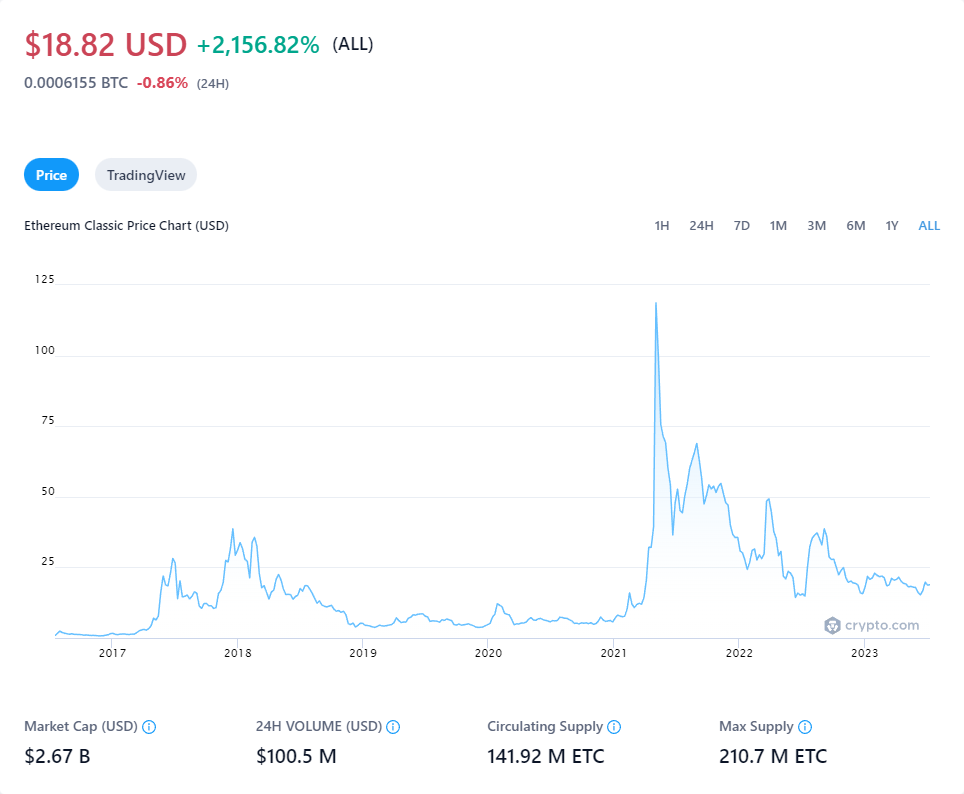 $18.82 USD +2,156.82% (ALL)
0.0006155 BTC -0.86% (24H)
Price TradingView
Ethereum Classic Price Chart (USD) 1H 24H 7D 1M 3M 6M 1Y ALL
125
100
75
50
25
crypto.com
2017 2018 2019 2020 2021 2022 2023
Market Cap (USD) 24H VOLUME (USD) Circulating Supply Max Supply
$2.67 B $100.5 M 141.92 M ETC 210.7 M ETC